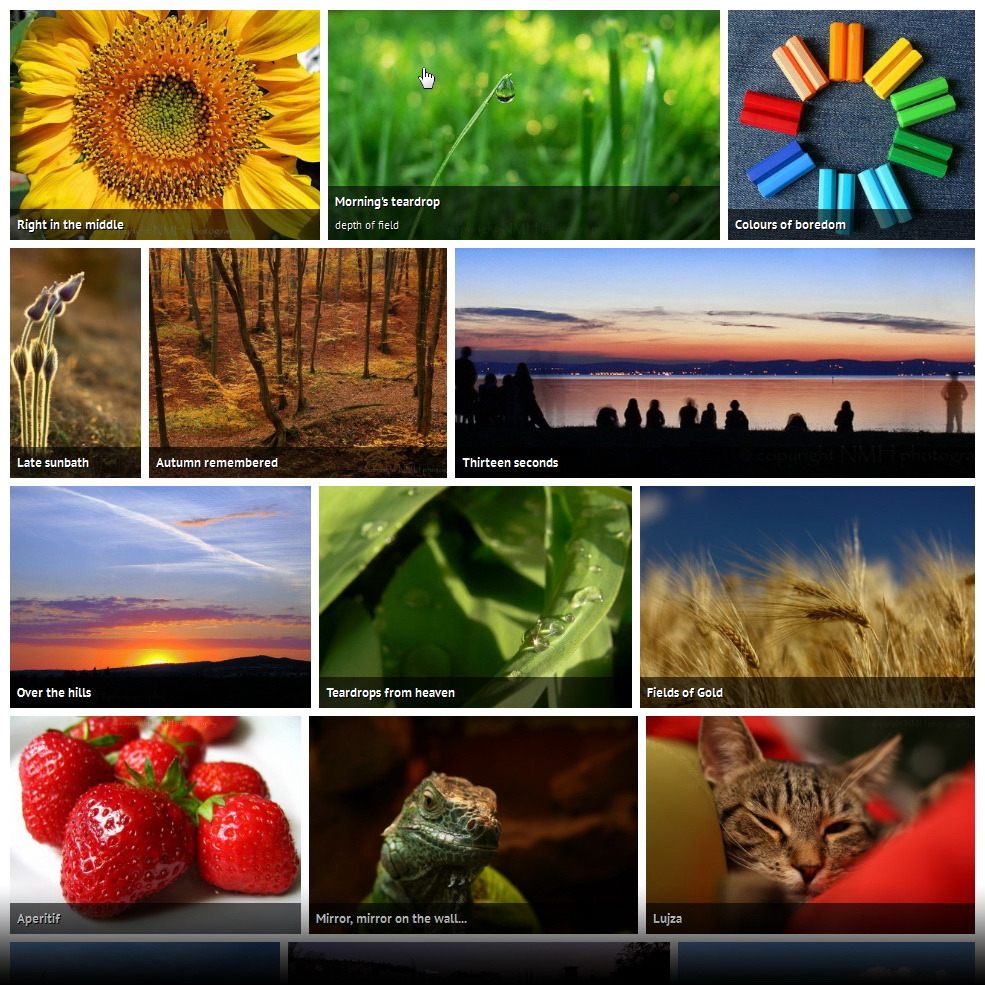 Right in the middle
Morning's teardrop
depth of field
Colours of boredom
Late sunbath
Autumn remembered
Thirteen seconds
copyright NMH photogra
Over the hills
Teardrops from heaven
Fields of Gold
Aperitif
Mirror, mirror on the wall...
Lujza